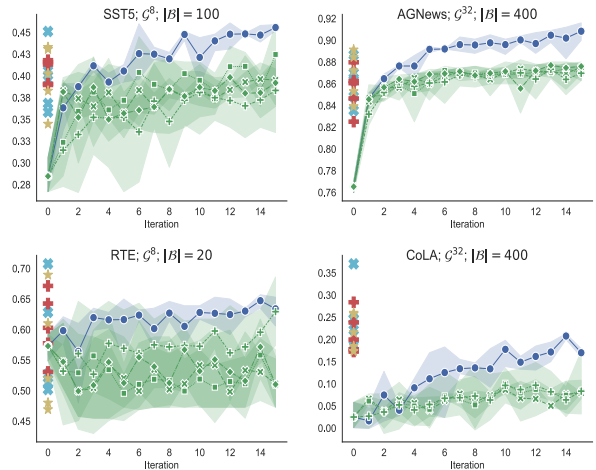 SST5; 𝒢⁸; |ℬ| = 100
0.45
0.42
0.40
0.38
0.35
0.33
0.30
0.28
0 2 4 6 8 10 12 14
Iteration
AGNews; 𝒢³²; |ℬ| = 400
0.92
0.90
0.88
0.86
0.84
0.82
0.80
0.78
0.76
0 2 4 6 8 10 12 14
Iteration
RTE; 𝒢⁸; |ℬ| = 20
0.70
0.65
0.60
0.55
0.50
0.45
0 2 4 6 8 10 12 14
Iteration
CoLA; 𝒢³²; |ℬ| = 400
0.35
0.30
0.25
0.20
0.15
0.10
0.05
0.00
0 2 4 6 8 10 12 14
Iteration